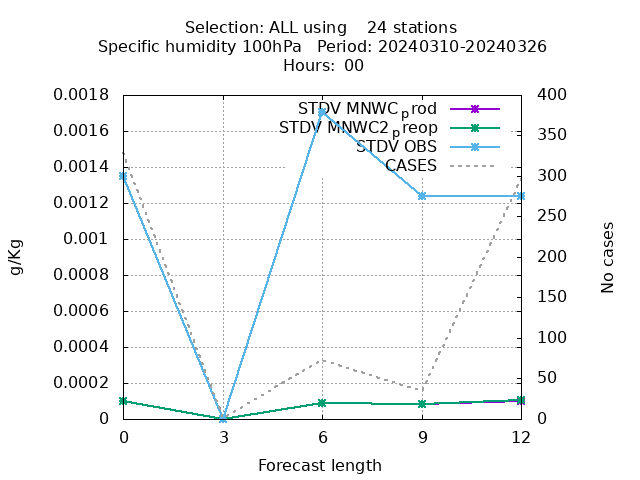 Selection: ALL using    24 stations
Specific humidity 100hPa   Period: 20240310-20240326
Hours: 00
0.0018
0.0016
0.0014
0.0012
0.001
0.0008
0.0006
0.0004
0.0002
0
g/Kg
STDV MNWC_prod
STDV MNWC2_preop
STDV OBS
CASES
400
350
300
250
200
150
100
50
0
No cases
0 3 6 9 12
Forecast length